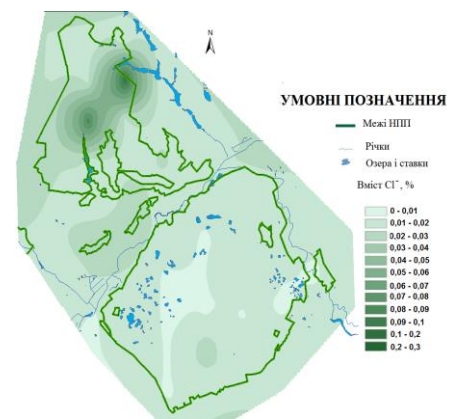 N
УМОВНІ ПОЗНАЧЕННЯ
Межі НПП
Річки
Озера і ставки
Вміст Cl⁻, %
0 - 0,01
0,01 - 0,02
0,02 - 0,03
0,03 - 0,04
0,04 - 0,05
0,05 - 0,06
0,06 - 0,07
0,07 - 0,08
0,08 - 0,09
0,09 - 0,1
0,1 - 0,2
0,2 - 0,3